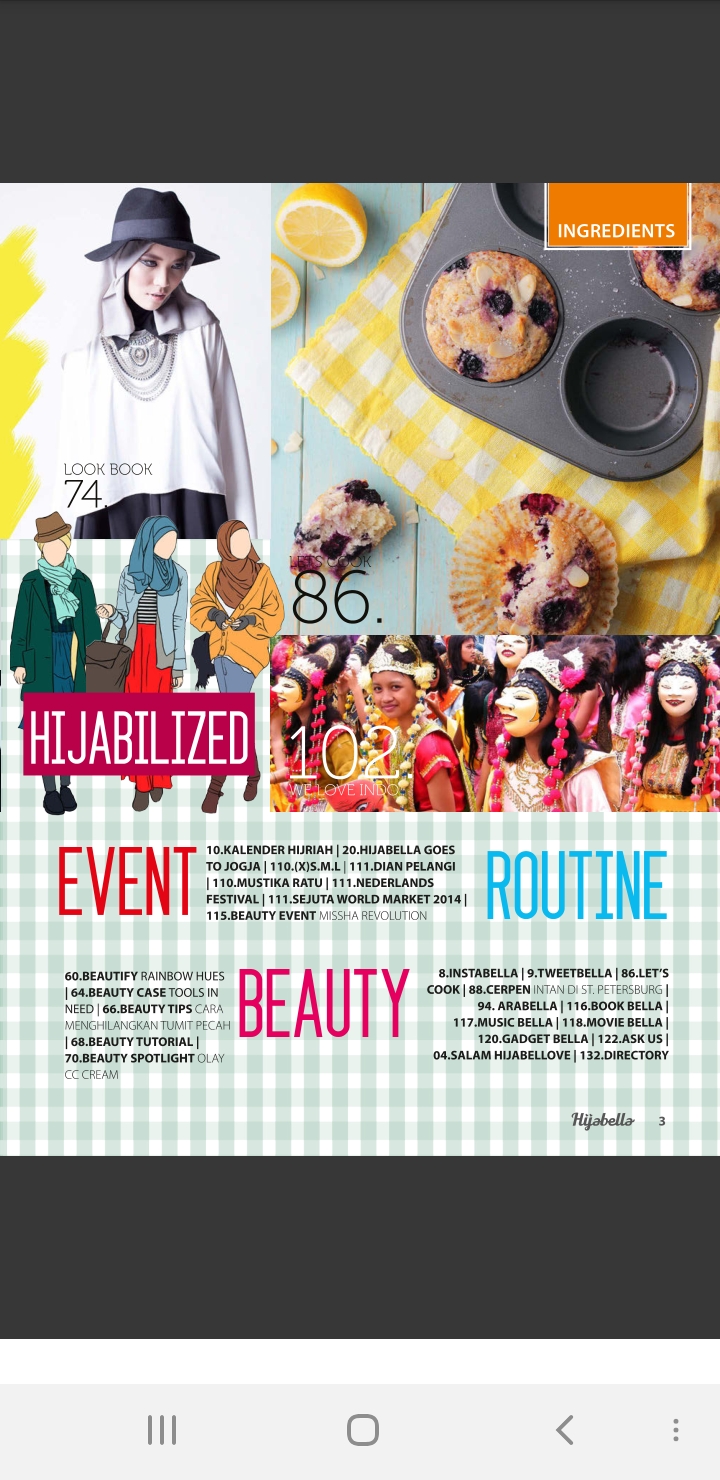 INGREDIENTS
LOOK BOOK
74.
LET'S COOK
86.
HIJABILIZED
102.
WE LOVE INDO
EVENT
10.KALENDER HIJRIAH | 20.HIJABELLA GOES
TO JOGJA | 110.(X)S.M.L | 111.DIAN PELANGI
| 110.MUSTIKA RATU | 111.NEDERLANDS
FESTIVAL | 111.SEJUTA WORLD MARKET 2014 |
115.BEAUTY EVENT MISSHA REVOLUTION
ROUTINE
60.BEAUTIFY RAINBOW HUES
| 64.BEAUTY CASE TOOLS IN
NEED | 66.BEAUTY TIPS CARA
MENGHILANGKAN TUMIT PECAH
| 68.BEAUTY TUTORIAL |
70.BEAUTY SPOTLIGHT OLAY
CC CREAM
BEAUTY
8.INSTABELLA | 9.TWEETBELLA | 86.LET'S
COOK | 88.CERPEN INTAN DI ST. PETERSBURG |
94. ARABELLA | 116.BOOK BELLA |
117.MUSIC BELLA | 118.MOVIE BELLA |
120.GADGET BELLA | 122.ASK US |
04.SALAM HIJABELLOVE | 132.DIRECTORY
Hijabella 3